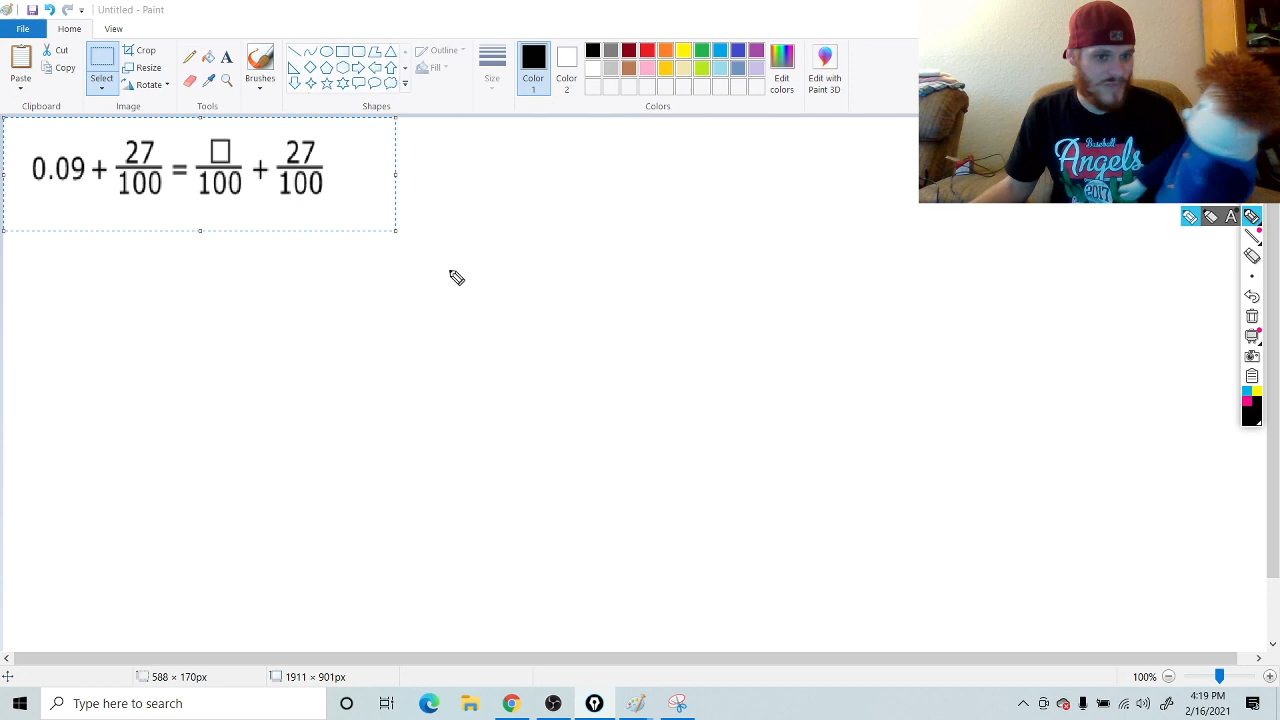 Untitled - Paint
File Home View
Paste
Cut
Copy
Clipboard
Select
Crop
Resize
Rotate
Image
Tools
Brushes
Shapes
Outline
Fill
Size
Color 1
Color 2
Colors
Edit colors
Edit with Paint 3D
Baseball
Angels
2017
A
0.09 + 27/100 = □/100 + 27/100
588 × 170px
1911 × 901px
100%
Type here to search
4:19 PM
2/16/2021